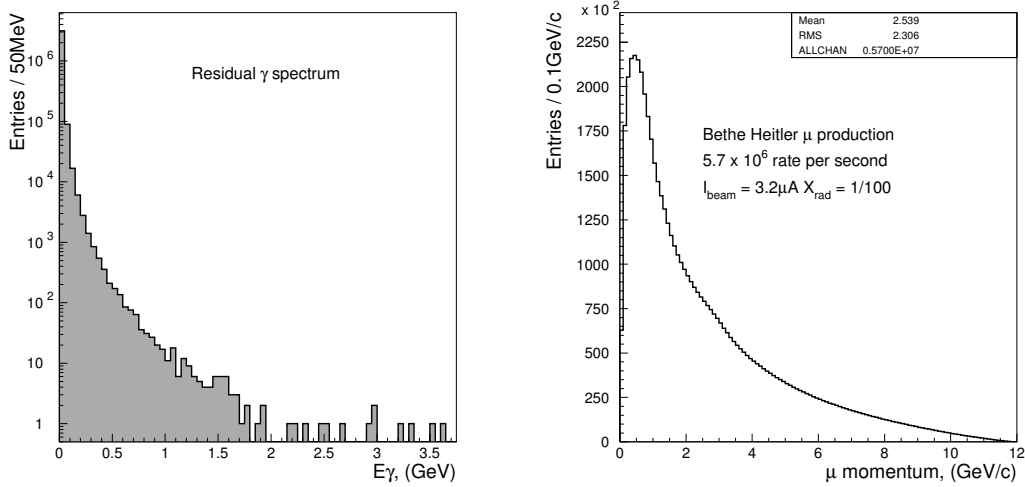 Entries / 50MeV
10 6
10 5
10 4
10 3
10 2
10
1
Residual γ spectrum
0 0.5 1 1.5 2 2.5 3 3.5
Eγ, (GeV)
x 10 2
Entries / 0.1GeV/c
2250
2000
1750
1500
1250
1000
750
500
250
0
Mean 2.539
RMS 2.306
ALLCHAN 0.5700E+07
Bethe Heitler μ production
5.7 x 10⁶ rate per second
I_beam = 3.2μA X_rad = 1/100
0 2 4 6 8 10 12
μ momentum, (GeV/c)